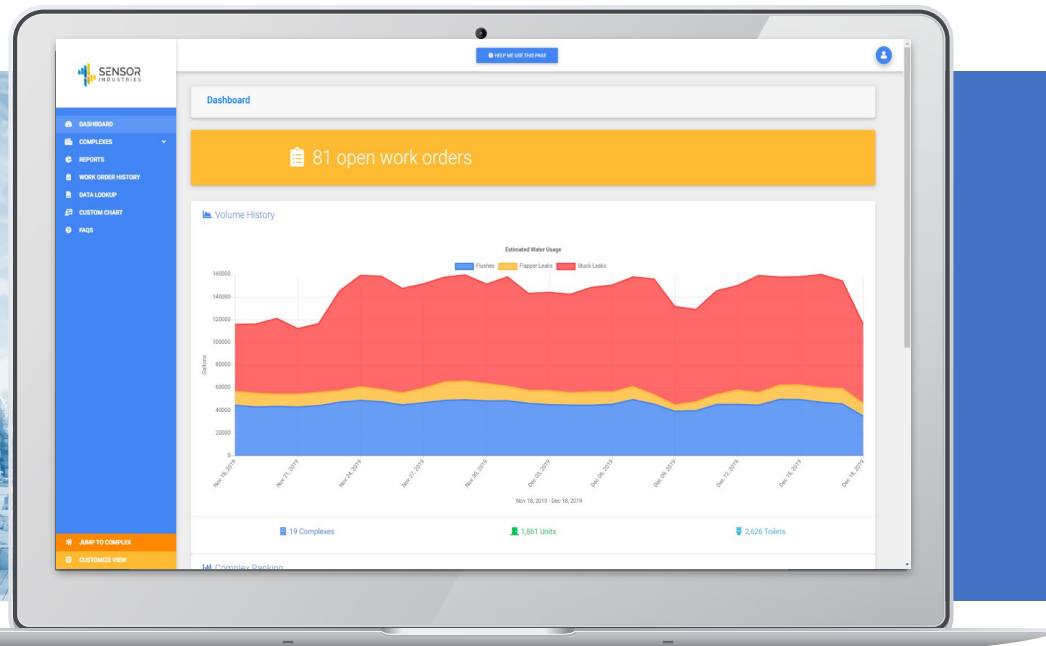 HELP ME USE THIS PAGE
SENSOR
INDUSTRIES
Dashboard
DASHBOARD
COMPLEXES
REPORTS
WORK ORDER HISTORY
DATA LOOKUP
CUSTOM CHART
FAQS
JUMP TO COMPLEX
CUSTOMIZE VIEW
81 open work orders
Volume History
Estimated Water Usage
Flushes Flapper Leaks Stuck Leaks
Gallons
160000
140000
120000
100000
80000
60000
40000
20000
0
Nov 18, 2019 Nov 21, 2019 Nov 24, 2019 Nov 27, 2019 Nov 30, 2019 Dec 03, 2019 Dec 06, 2019 Dec 09, 2019 Dec 12, 2019 Dec 15, 2019 Dec 18, 2019
Nov 18, 2019 - Dec 18, 2019
19 Complexes 1,861 Units 2,626 Toilets
Complex Ranking